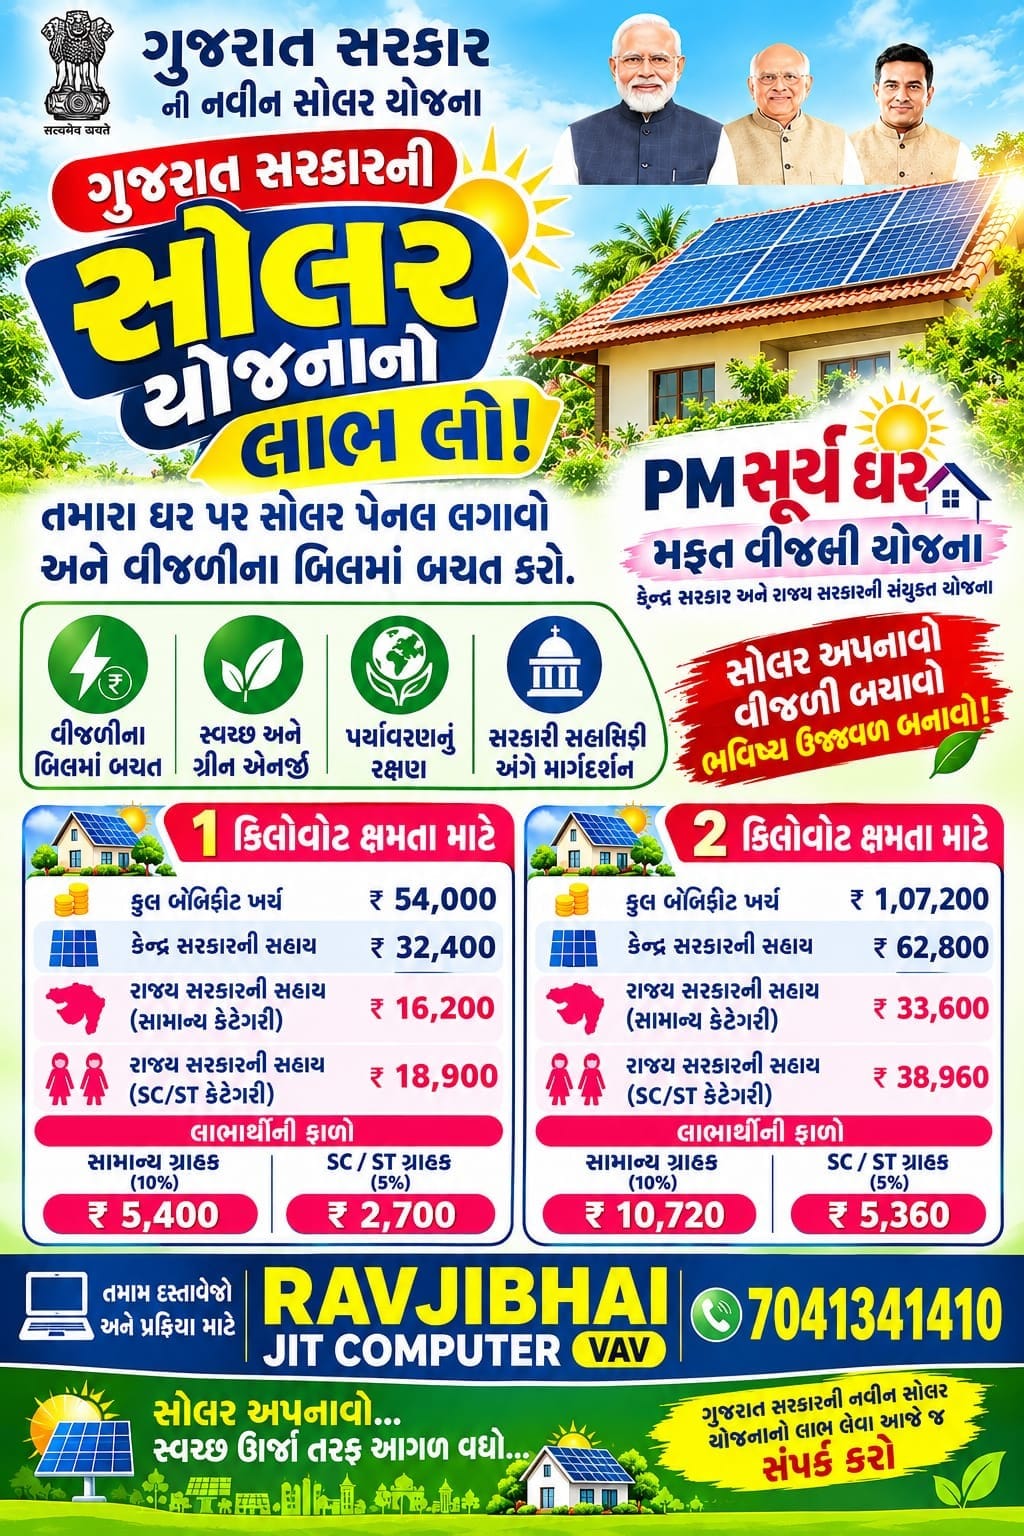 सत्यमेव जयते
ગુજરાત સરકાર
ની નવીન સોલર યોજના
ગુજરાત સરકારની
સોલર
યોજનાનો
લાભ લો!
તમારા ઘર પર સોલર પેનલ લગાવો
અને વીજળીના બિલમાં બચત કરો.
PM સૂર્ય ઘર
મફત વીજળી યોજના
કેન્દ્ર સરકાર અને રાજ્ય સરકારની સંયુક્ત યોજના
વીજળીના
બિલમાં બચત
સ્વચ્છ અને
ગ્રીન એનર્જી
પર્યાવરણનું
રક્ષણ
સરકારી
અંગે માર્ગદર્શન
સોલર અપનાવો
વીજળી બચાવો
ભવિષ્ય ઉજ્જવળ બનાવો!
1 કિલોવોટ ક્ષમતા માટે
કુલ ખર્ચ ₹ 54,000
કેન્દ્ર સરકારની સહાય ₹ 32,400
રાજ્ય સરકારની સહાય
(સામાન્ય કેટેગરી) ₹ 16,200
રાજ્ય સરકારની સહાય
(SC/ST કેટેગરી) ₹ 18,900
લાભાર્થીની ફાળો
સામાન્ય ગ્રાહક
(10%)
₹ 5,400
SC / ST ગ્રાહક
(5%)
₹ 2,700
2 કિલોવોટ ક્ષમતા માટે
કુલ ખર્ચ ₹ 1,07,200
કેન્દ્ર સરકારની સહાય ₹ 62,800
રાજ્ય સરકારની સહાય
(સામાન્ય કેટેગરી) ₹ 33,600
રાજ્ય સરકારની સહાય
(SC/ST કેટેગરી) ₹ 38,960
લાભાર્થીની ફાળો
સામાન્ય ગ્રાહક
(10%)
₹ 10,720
SC / ST ગ્રાહક
(5%)
₹ 5,360
તમામ દસ્તાવેજો
અને પ્રક્રિયા માટે
RAVJIBHAI
JIT COMPUTER VAV
7041341410
સોલર અપનાવો...
સ્વચ્છ ઊર્જા તરફ આગળ વધો...
ગુજરાત સરકારની નવીન સોલર
યોજનાનો લાભ લેવા આજે જ
સંપર્ક કરો